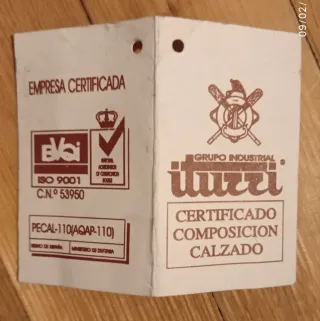 09/02/
EMPRESA CERTIFICADA
BVQi
ISO 9001
C.N.º 53950
PECAL-110(AQAP-110)
MINISTERIO DE DEFENSA
GRUPO INDUSTRIAL
iturri®
CERTIFICADO
COMPOSICION
CALZADO